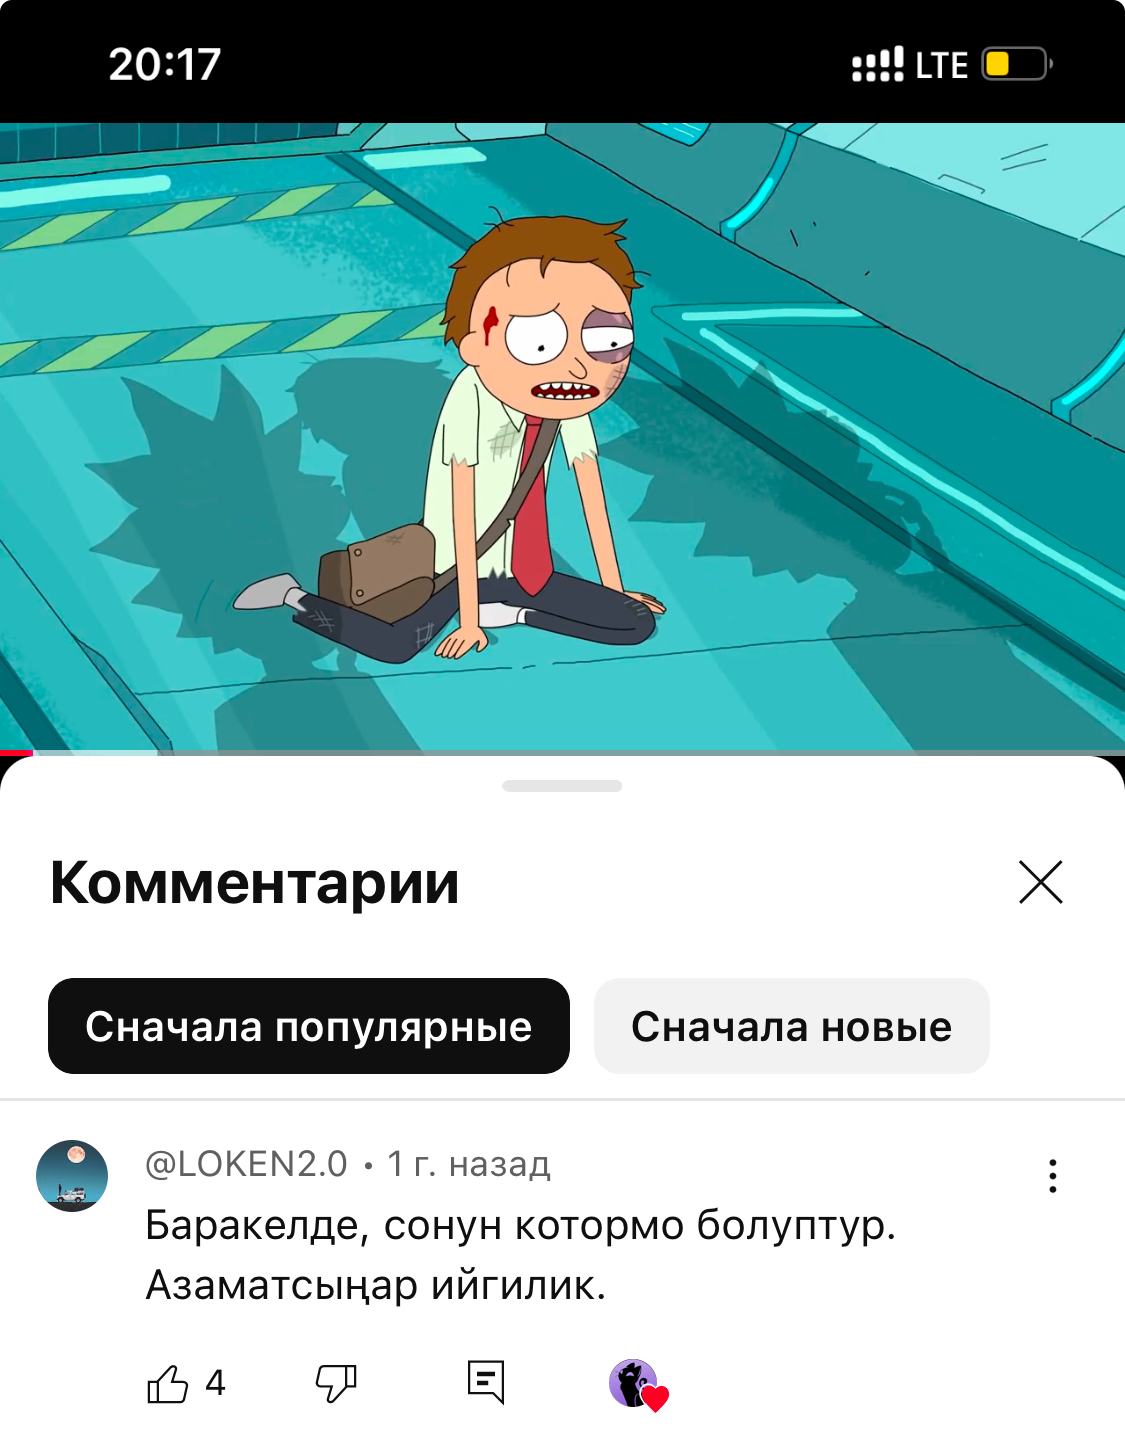 20:17 LTE
Комментарии
Сначала популярные Сначала новые
@LOKEN2.0 • 1 г. назад
Баракелде, сонун котормо болуптур.
Азаматсыңар ийгилик.
4